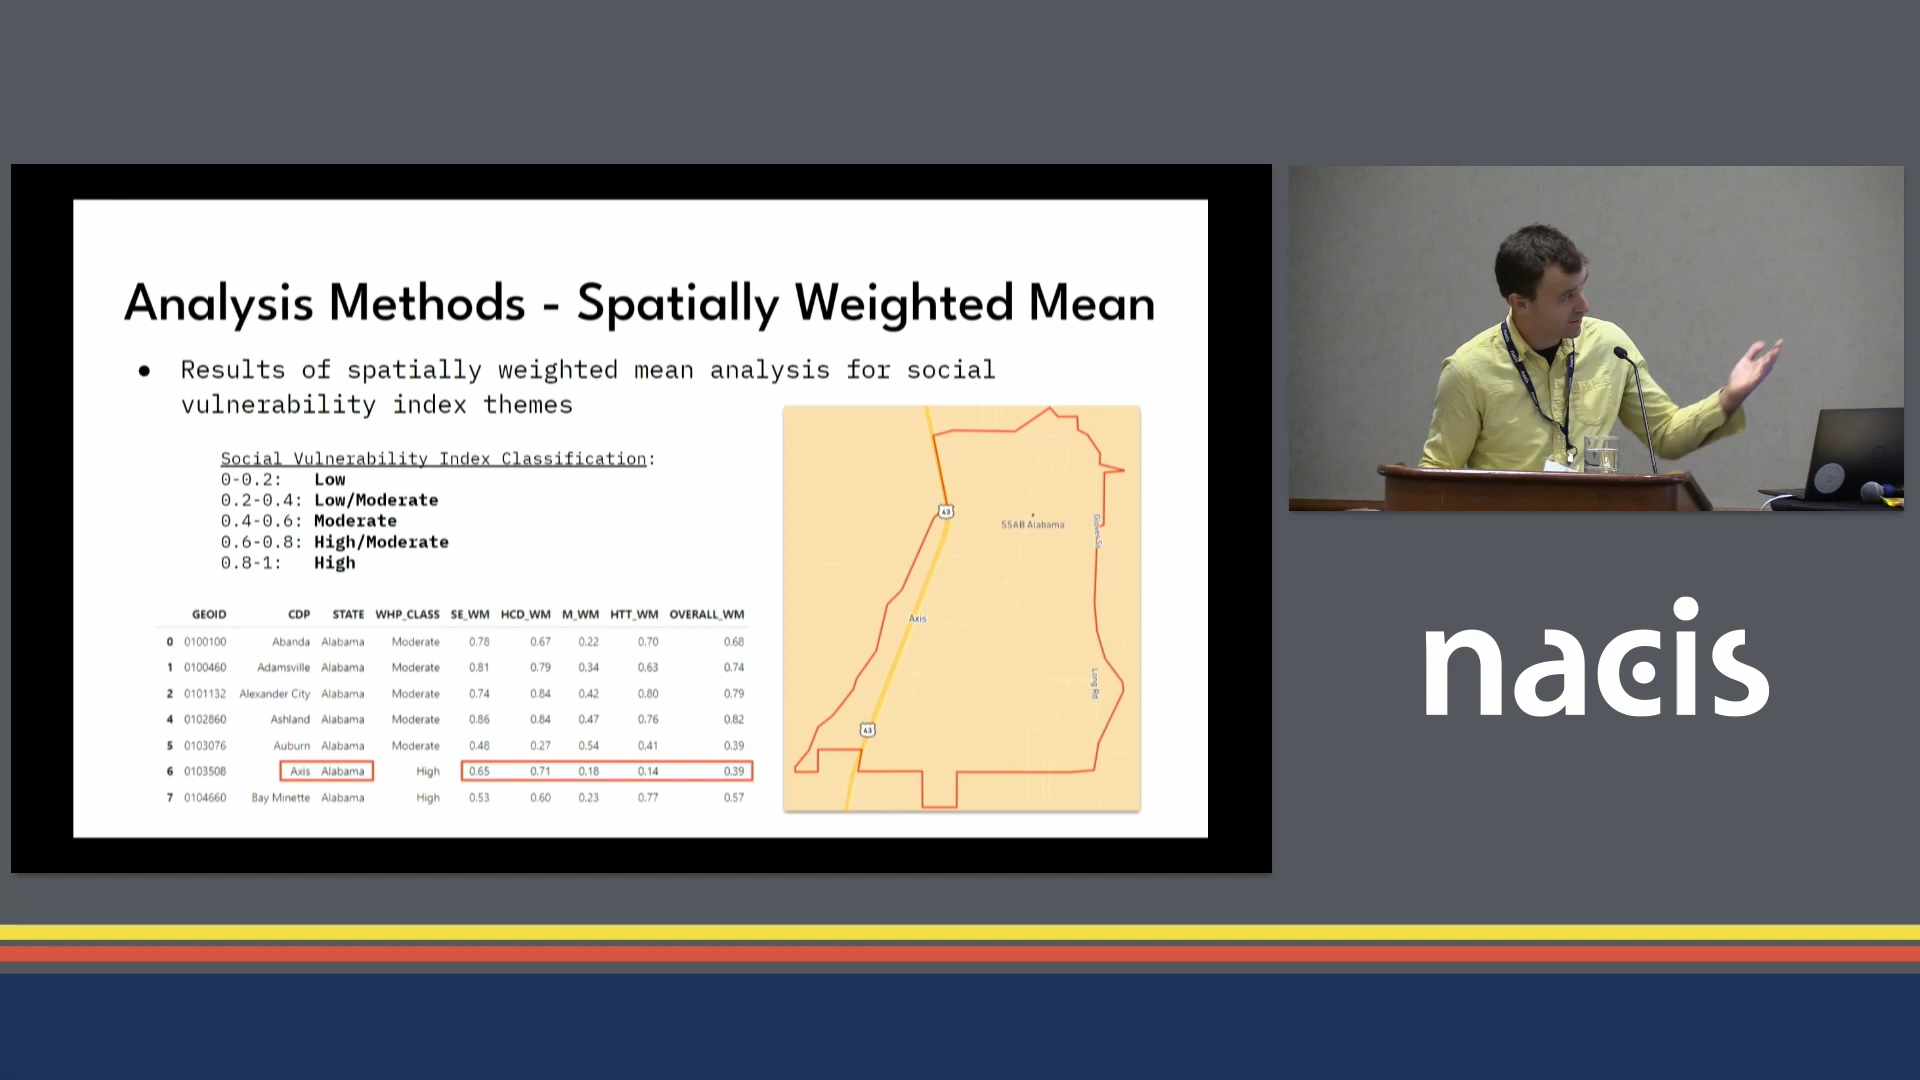 Analysis Methods - Spatially Weighted Mean
● Results of spatially weighted mean analysis for social
vulnerability index themes
Social Vulnerability Index Classification:
0-0.2: Low
0.2-0.4: Low/Moderate
0.4-0.6: Moderate
0.6-0.8: High/Moderate
0.8-1: High
GEOID CDP STATE WHP_CLASS SE_WM HCD_WM M_WM HTT_WM OVERALL_WM
0 0100100 Abanda Alabama Moderate 0.78 0.67 0.22 0.70 0.68
1 0100460 Adamsville Alabama Moderate 0.81 0.79 0.34 0.63 0.74
2 0101132 Alexander City Alabama Moderate 0.74 0.84 0.42 0.80 0.79
4 0102860 Ashland Alabama Moderate 0.86 0.84 0.47 0.76 0.82
5 0103076 Auburn Alabama Moderate 0.48 0.27 0.54 0.41 0.39
6 0103508 Axis Alabama High 0.65 0.71 0.18 0.14 0.39
7 0104660 Bay Minette Alabama High 0.53 0.60 0.23 0.77 0.57
43
SSAB Alabama
Axis
Long Rd
43
nacis